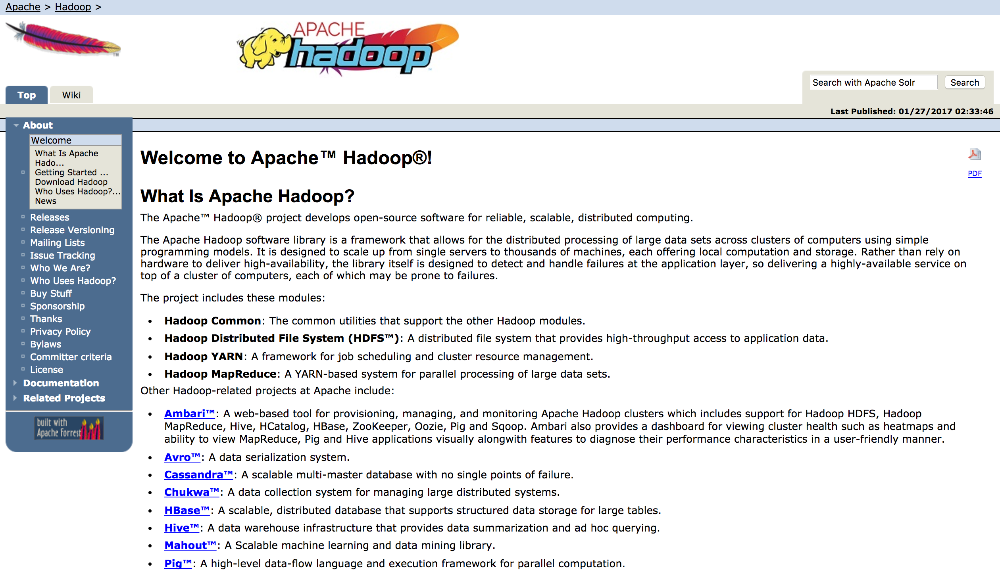 Apache > Hadoop >
TM
APACHE
hadoop
TM
Search with Apache Solr
Search
Top
Wiki
Last Published: 01/27/2017 02:33:46
About
Welcome
What Is Apache
Hado...
Getting Started ...
Download Hadoop
Who Uses Hadoop?...
News
Releases
Release Versioning
Mailing Lists
Issue Tracking
Who We Are?
Who Uses Hadoop?
Buy Stuff
Sponsorship
Thanks
Privacy Policy
Bylaws
Committer criteria
License
Documentation
Related Projects
built with
Apache Forrest
Welcome to Apache™ Hadoop®!
PDF
What Is Apache Hadoop?
The Apache™ Hadoop® project develops open-source software for reliable, scalable, distributed computing.
The Apache Hadoop software library is a framework that allows for the distributed processing of large data sets across clusters of computers using simple
programming models. It is designed to scale up from single servers to thousands of machines, each offering local computation and storage. Rather than rely on
hardware to deliver high-availability, the library itself is designed to detect and handle failures at the application layer, so delivering a highly-available service on
top of a cluster of computers, each of which may be prone to failures.
The project includes these modules:
• Hadoop Common: The common utilities that support the other Hadoop modules.
• Hadoop Distributed File System (HDFS™): A distributed file system that provides high-throughput access to application data.
• Hadoop YARN: A framework for job scheduling and cluster resource management.
• Hadoop MapReduce: A YARN-based system for parallel processing of large data sets.
Other Hadoop-related projects at Apache include:
• Ambari™: A web-based tool for provisioning, managing, and monitoring Apache Hadoop clusters which includes support for Hadoop HDFS, Hadoop
MapReduce, Hive, HCatalog, HBase, ZooKeeper, Oozie, Pig and Sqoop. Ambari also provides a dashboard for viewing cluster health such as heatmaps and
ability to view MapReduce, Pig and Hive applications visually alongwith features to diagnose their performance characteristics in a user-friendly manner.
• Avro™: A data serialization system.
• Cassandra™: A scalable multi-master database with no single points of failure.
• Chukwa™: A data collection system for managing large distributed systems.
• HBase™: A scalable, distributed database that supports structured data storage for large tables.
• Hive™: A data warehouse infrastructure that provides data summarization and ad hoc querying.
• Mahout™: A Scalable machine learning and data mining library.
• Pig™: A high-level data-flow language and execution framework for parallel computation.